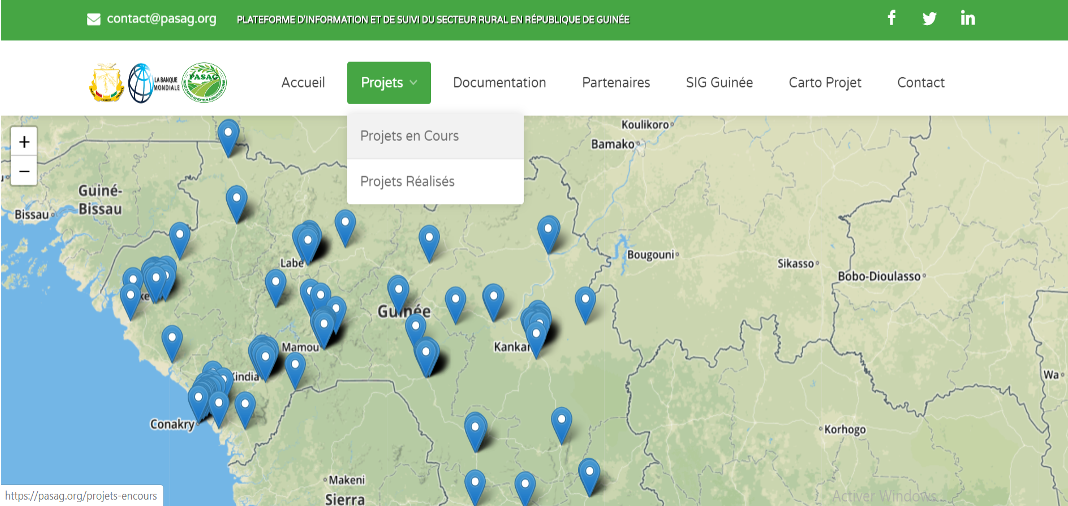 contact@pasag.org
PLATEFORME D'INFORMATION ET DE SUIVI DU SECTEUR RURAL EN RÉPUBLIQUE DE GUINÉE
LA BANQUE
MONDIALE
PASAG
Accueil
Projets
Documentation
Partenaires
SIG Guinée
Carto Projet
Contact
Projets en Cours
Projets Réalisés
+
−
Koulikoro
Bamako
Guiné-
Bissau
Bissau
Labé
Bougouni
Sikasso
Bobo-Dioulasso
Guinée
Mamou
Kankan
Kindia
Wa
Conakry
Korhogo
Makeni
Sierra
https://pasag.org/projets-encours
Activer Windows